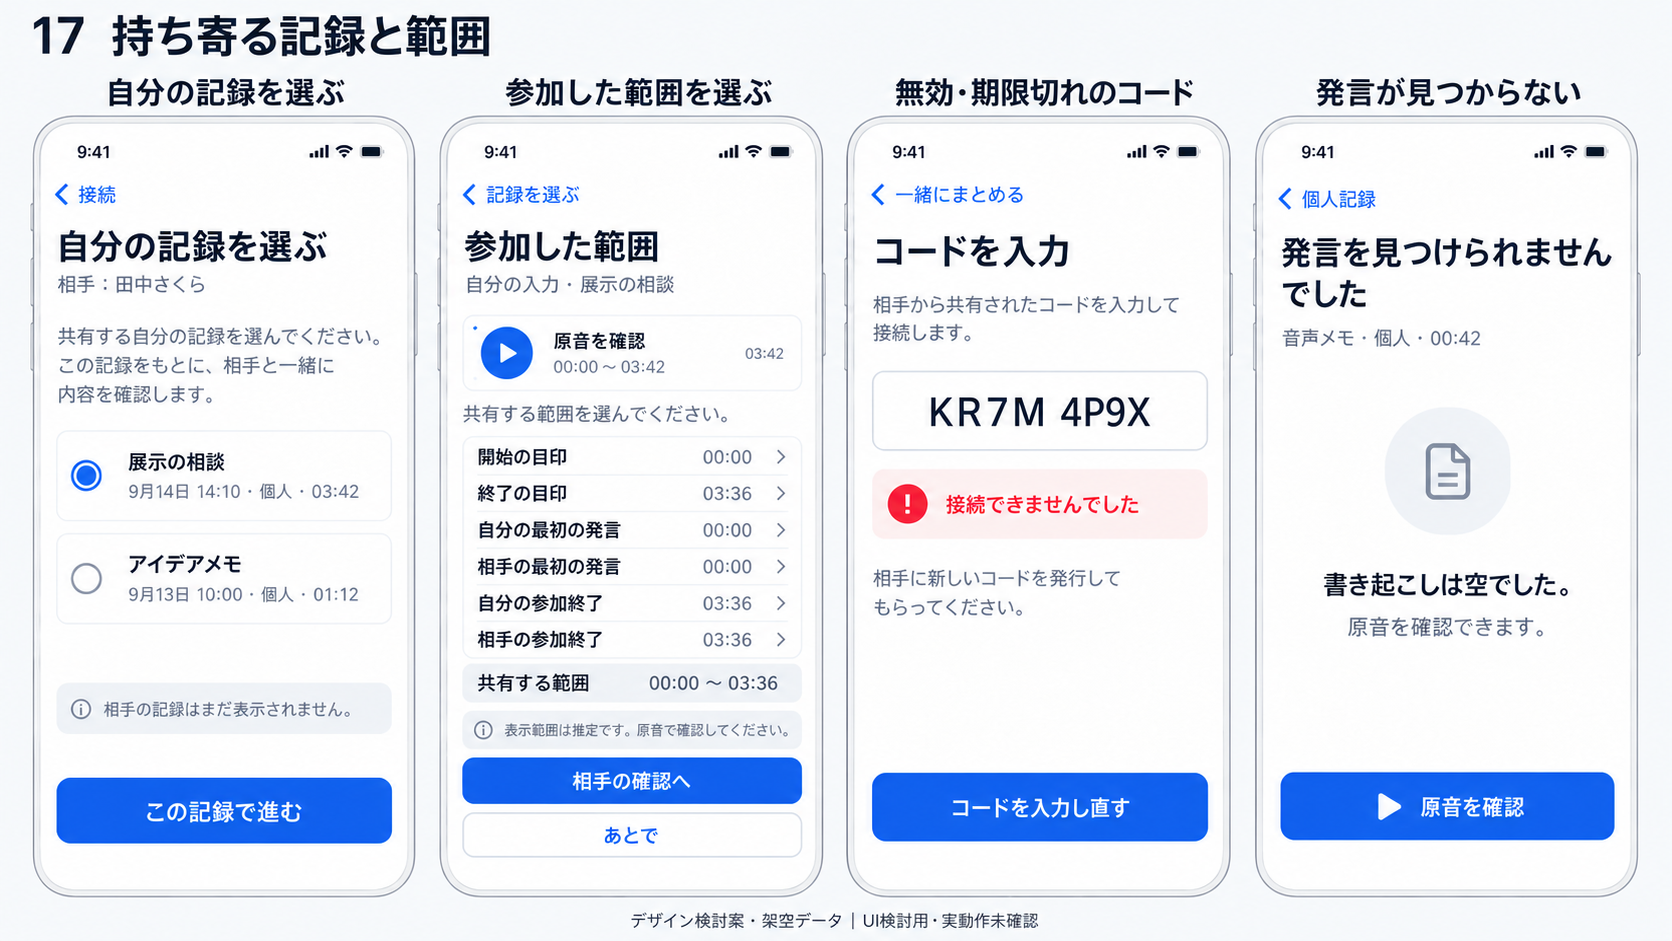 17 持ち寄る記録と範囲
自分の記録を選ぶ
9:41
接続
自分の記録を選ぶ
相手：田中さくら
共有する自分の記録を選んでください。
この記録をもとに、相手と一緒に
内容を確認します。
展示の相談
9月14日 14:10・個人・03:42
アイデアメモ
9月13日 10:00・個人・01:12
相手の記録はまだ表示されません。
この記録で進む
参加した範囲を選ぶ
9:41
記録を選ぶ
参加した範囲
自分の入力・展示の相談
原音を確認
00:00 〜 03:42
03:42
共有する範囲を選んでください。
開始の目印 00:00
終了の目印 03:36
自分の最初の発言 00:00
相手の最初の発言 00:00
自分の参加終了 03:36
相手の参加終了 03:36
共有する範囲 00:00 〜 03:36
表示範囲は推定です。原音で確認してください。
相手の確認へ
あとで
無効・期限切れのコード
9:41
一緒にまとめる
コードを入力
相手から共有されたコードを入力して
接続します。
KR7M 4P9X
接続できませんでした
相手に新しいコードを発行して
もらってください。
コードを入力し直す
発言が見つからない
9:41
個人記録
発言を見つけられません
でした
音声メモ・個人・00:42
書き起こしは空でした。
原音を確認できます。
原音を確認
デザイン検討案・架空データ｜UI検討用・実動作未確認